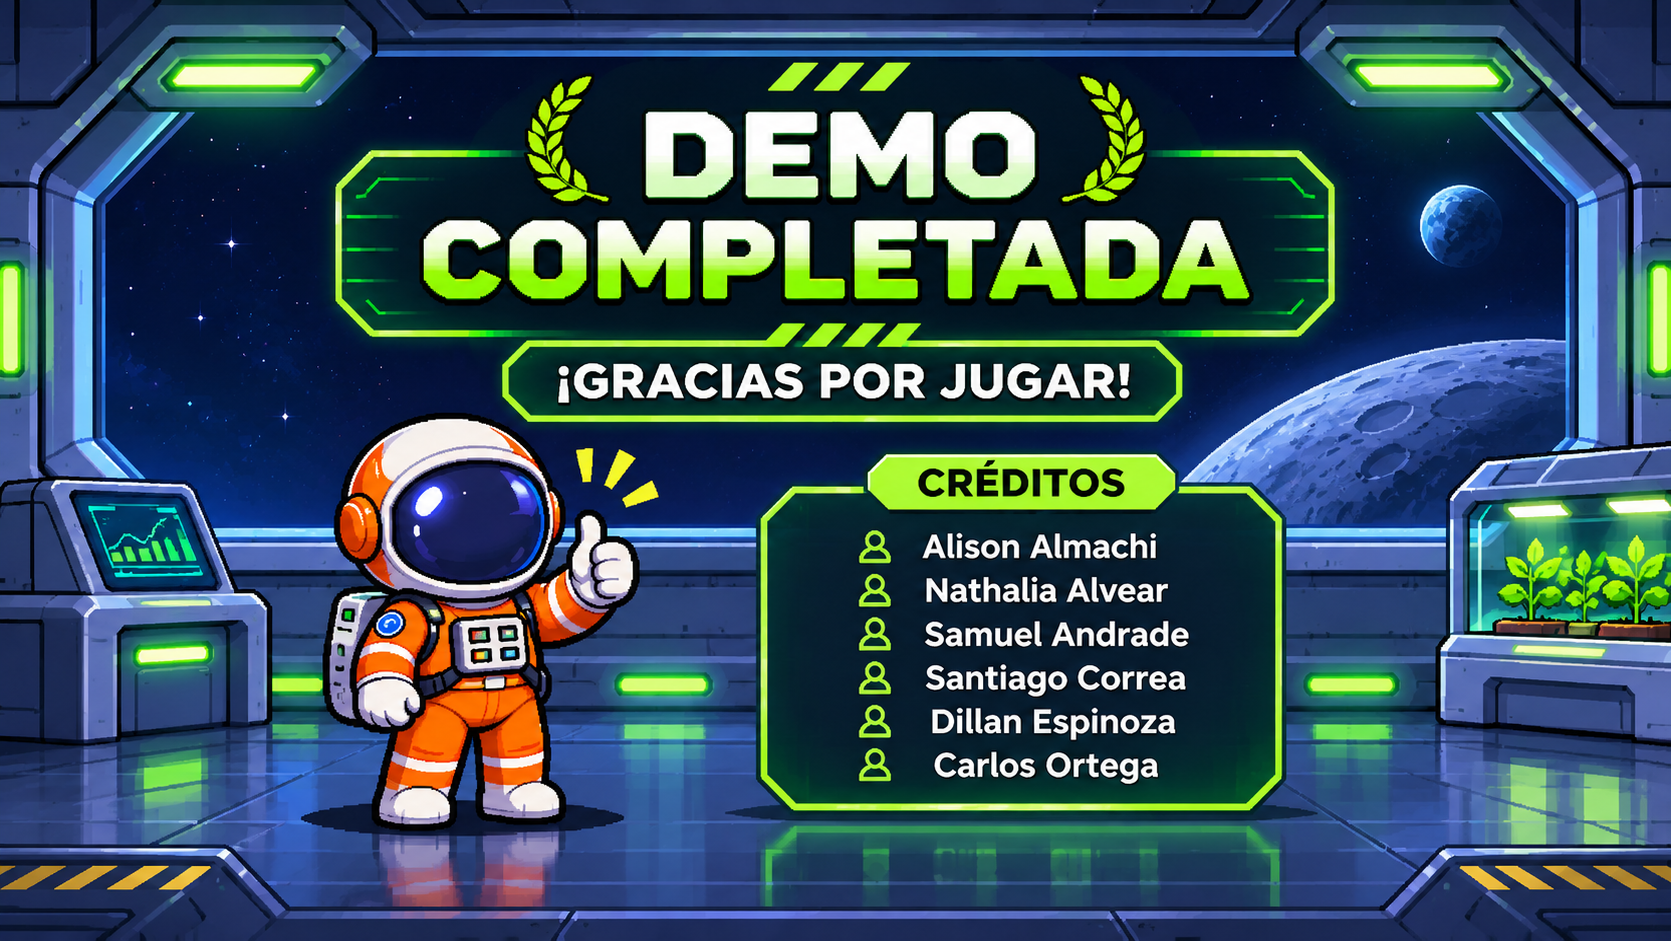 DEMO
COMPLETADA
¡GRACIAS POR JUGAR!
CRÉDITOS
Alison Almachi
Nathalia Alvear
Samuel Andrade
Santiago Correa
Dillan Espinoza
Carlos Ortega